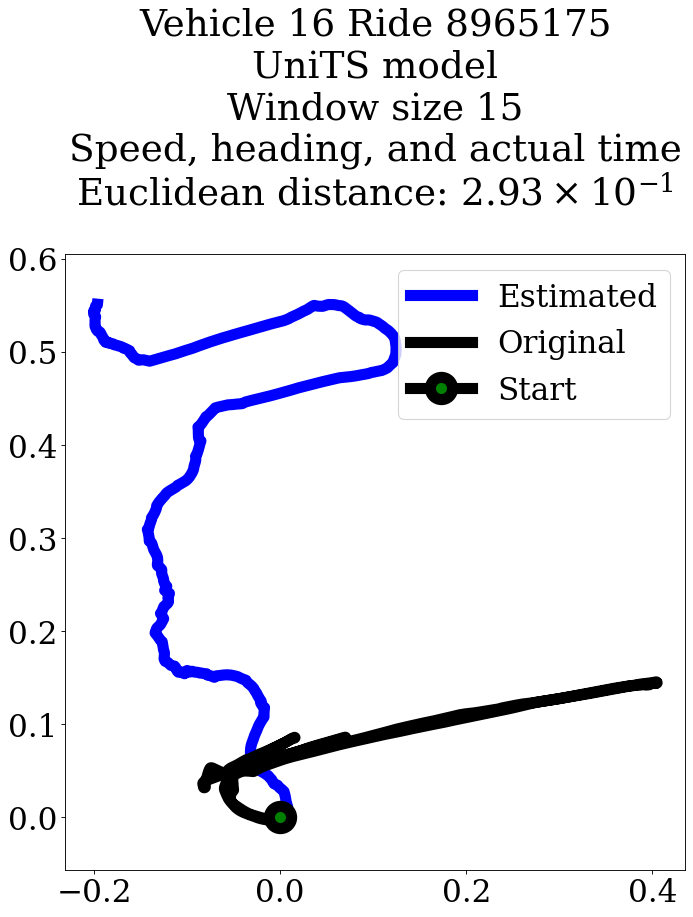 Vehicle 16 Ride 8965175
UniTS model
Window size 15
Speed, heading, and actual time
Euclidean distance: 2.93 × 10⁻¹
Estimated
Original
Start
0.6
0.5
0.4
0.3
0.2
0.1
0.0
−0.2 0.0 0.2 0.4